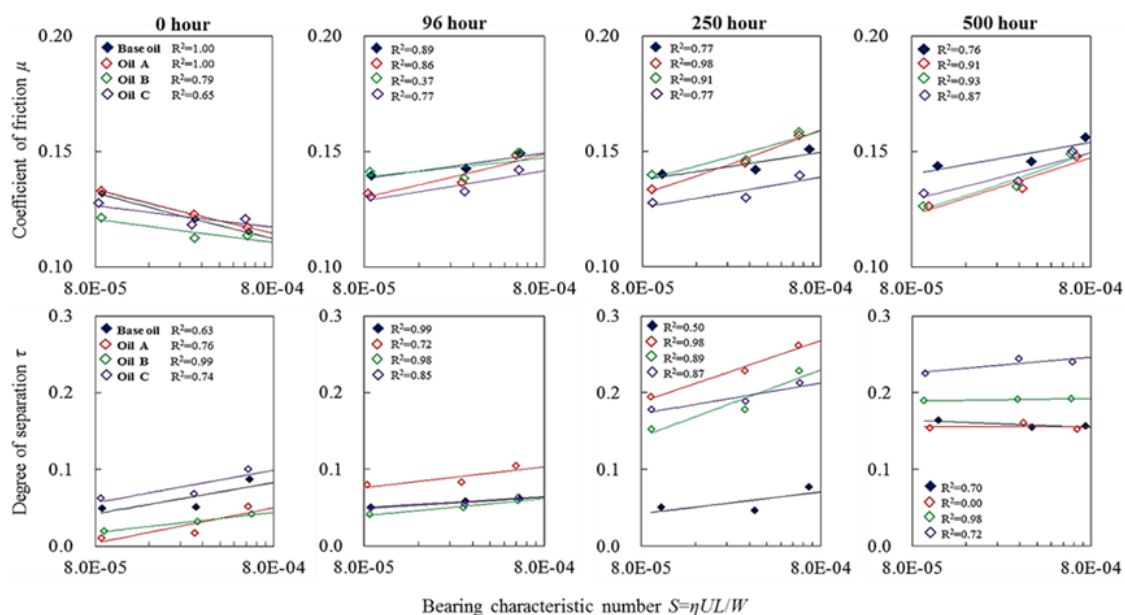 0 hour
96 hour
250 hour
500 hour
Coefficient of friction μ
0.20
0.15
0.10
Base oil R²=1.00
Oil A R²=1.00
Oil B R²=0.79
Oil C R²=0.65
8.0E-05 8.0E-04
0.20
0.15
0.10
R²=0.89
R²=0.86
R²=0.37
R²=0.77
8.0E-05 8.0E-04
0.20
0.15
0.10
R²=0.77
R²=0.98
R²=0.91
R²=0.77
8.0E-05 8.0E-04
0.20
0.15
0.10
R²=0.76
R²=0.91
R²=0.93
R²=0.87
8.0E-05 8.0E-04
Degree of separation τ
0.3
0.2
0.1
0.0
Base oil R²=0.63
Oil A R²=0.76
Oil B R²=0.99
Oil C R²=0.74
8.0E-05 8.0E-04
0.3
0.2
0.1
0.0
R²=0.99
R²=0.72
R²=0.98
R²=0.85
8.0E-05 8.0E-04
0.3
0.2
0.1
0.0
R²=0.50
R²=0.98
R²=0.89
R²=0.87
8.0E-05 8.0E-04
0.3
0.2
0.1
0.0
R²=0.70
R²=0.00
R²=0.98
R²=0.72
8.0E-05 8.0E-04
Bearing characteristic number S=ηUL/W